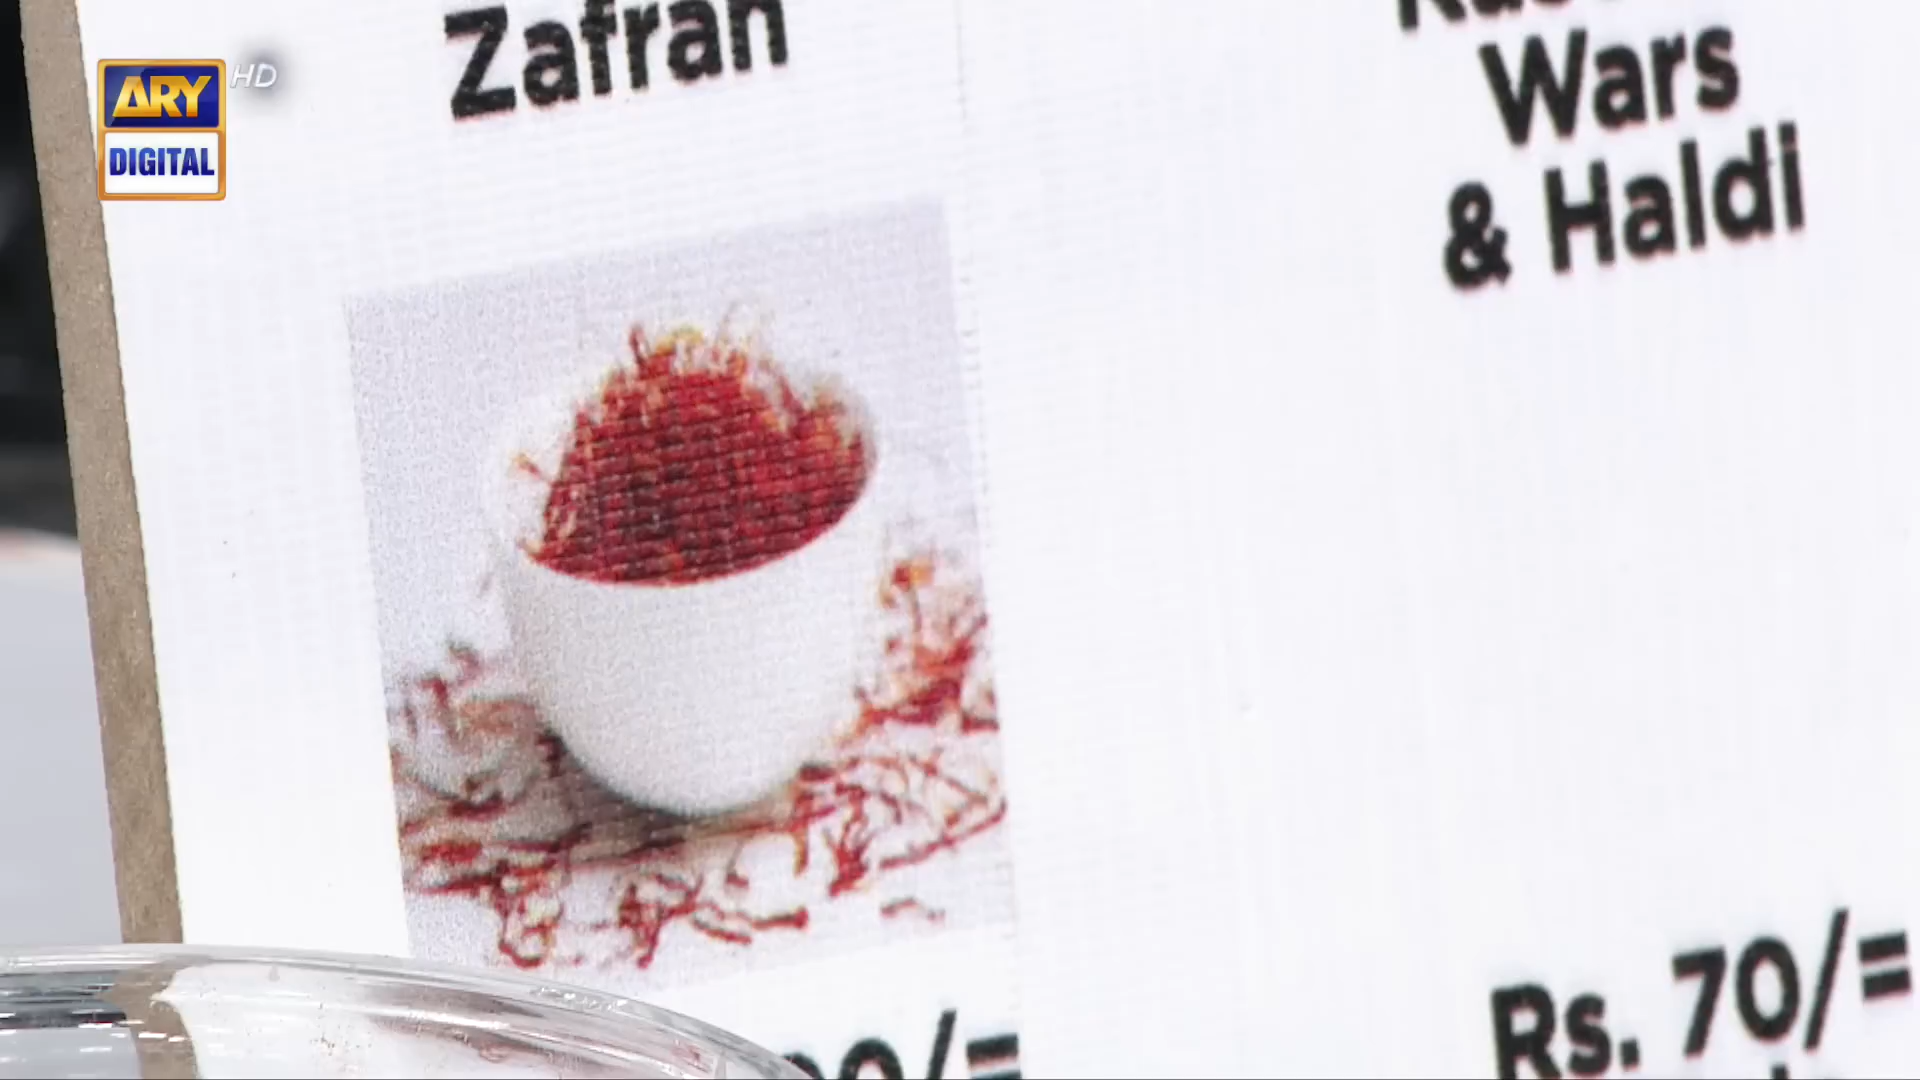 ARY HD
DIGITAL
Zafran
Wars
& Haldi
Rs. 70/=